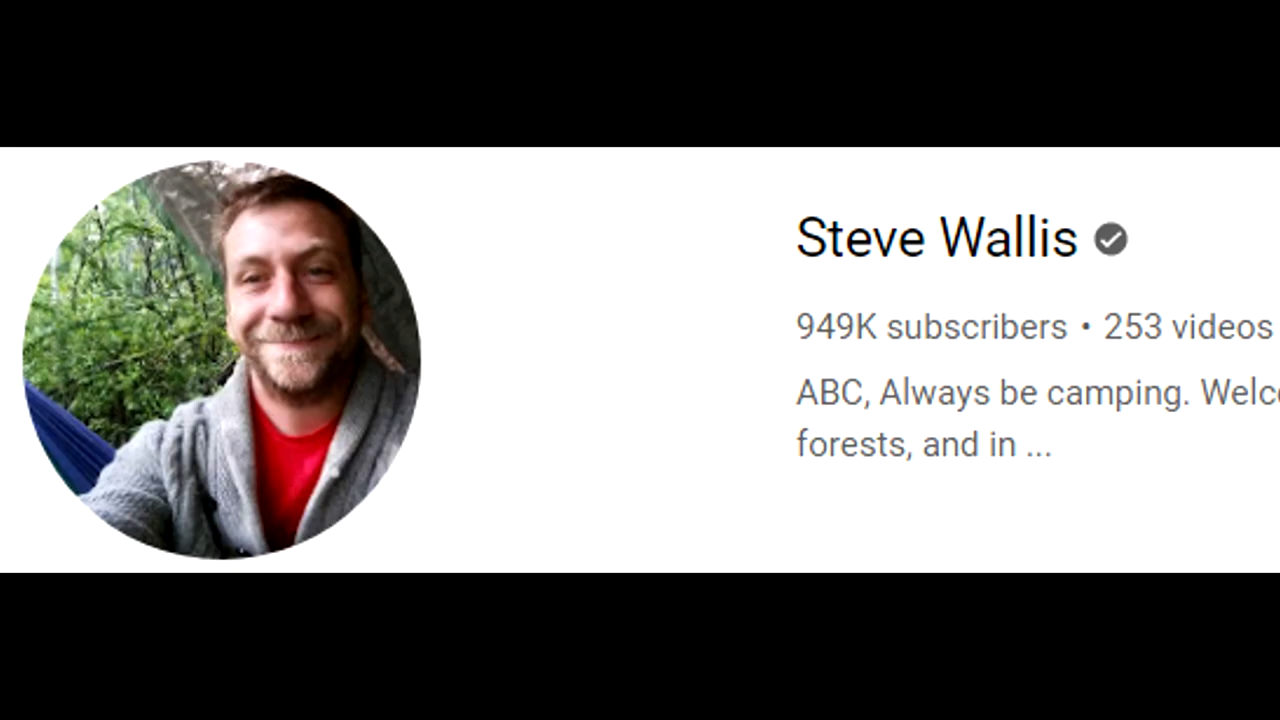 Steve Wallis
949K subscribers • 253 videos
ABC, Always be camping.
forests, and in ...